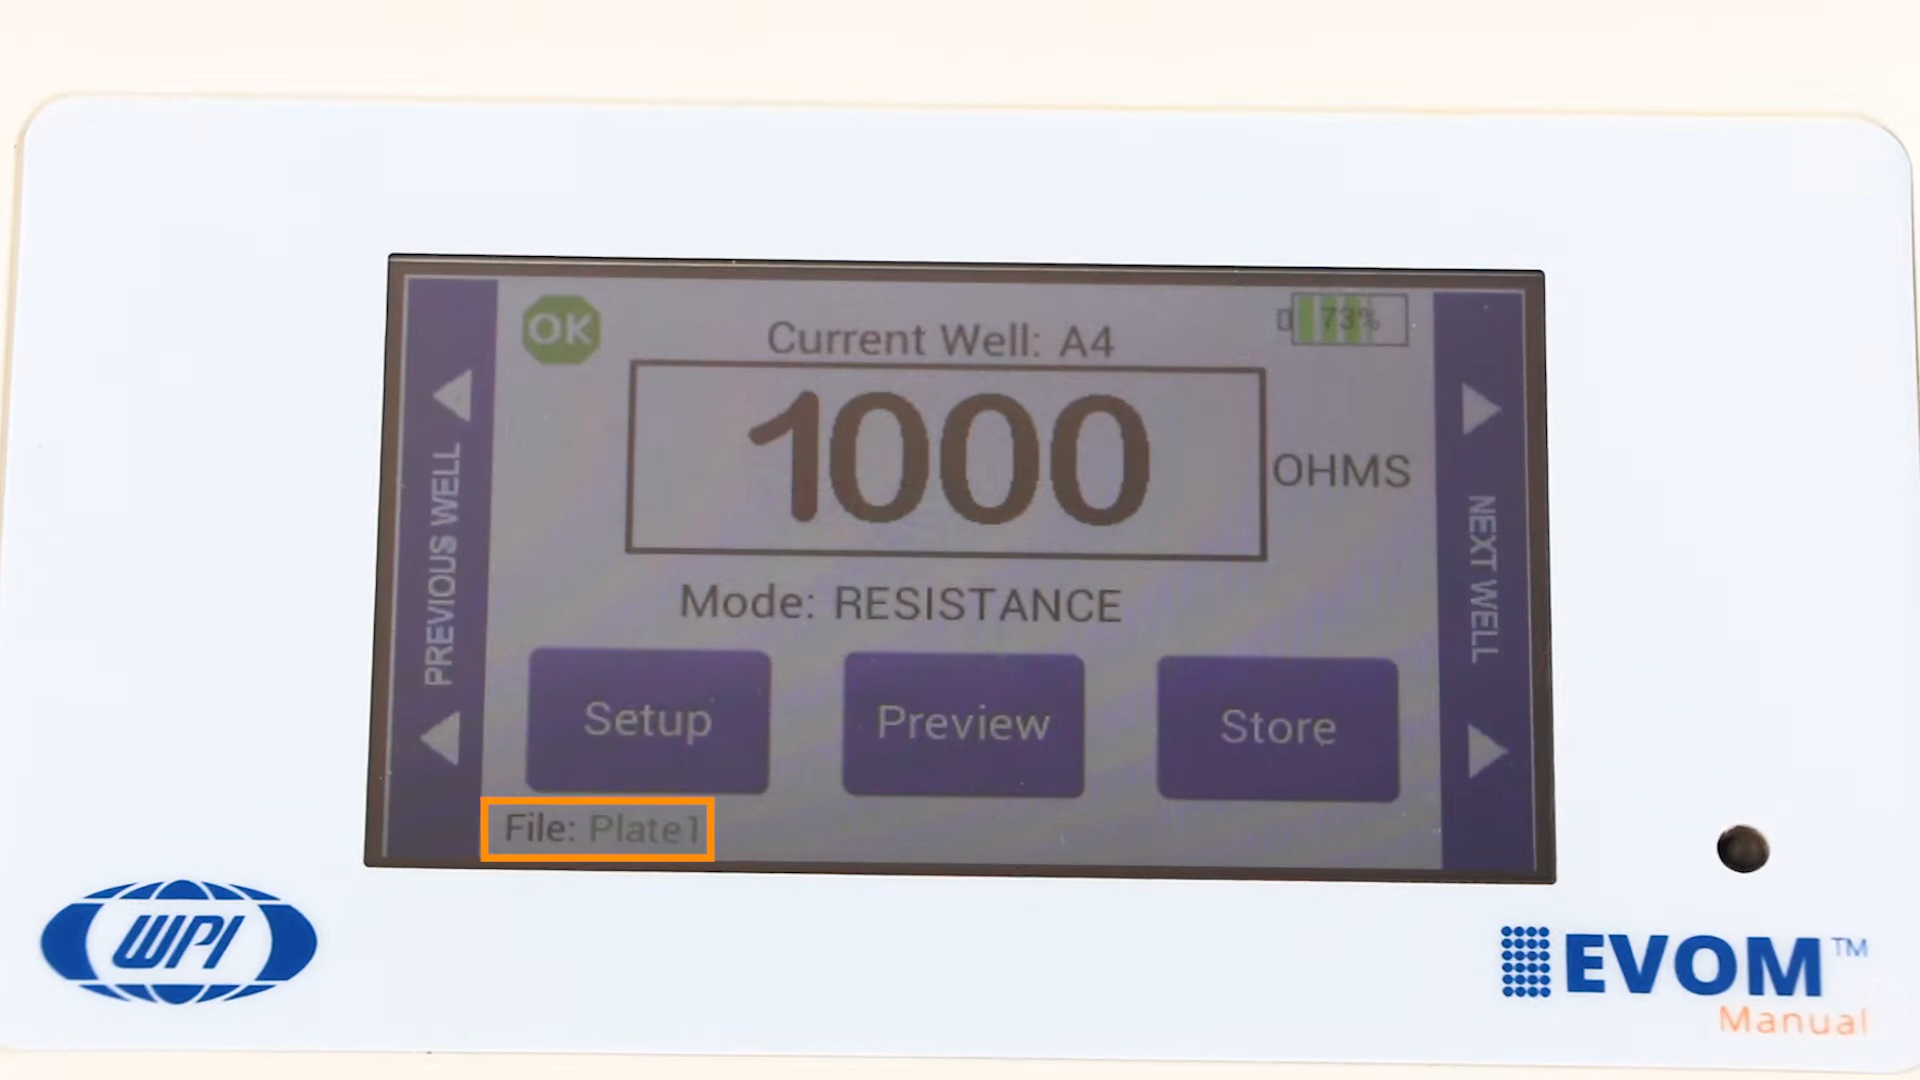 OK
Current Well: A4
73%
1000
OHMS
PREVIOUS WELL
NEXT WELL
Mode: RESISTANCE
Setup
Preview
Store
File: Plate1
WPI
EVOM™
Manual